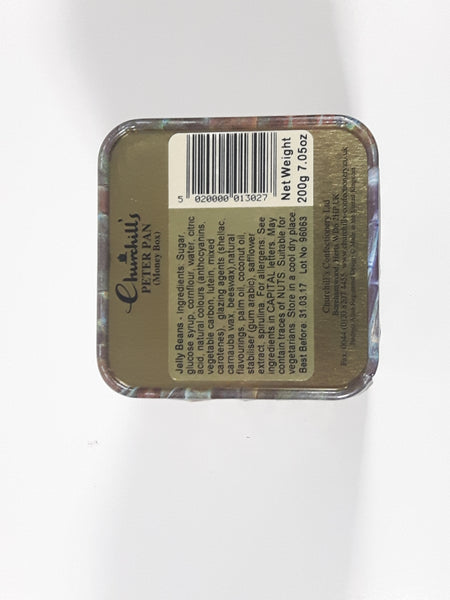 Churchill's
PETER PAN
(Money Box)
Jelly Beans - Ingredients: Sugar,
glucose syrup, cornflour, water, citric
acid, natural colours (anthocyanins,
vegetable carbon, lutein, mixed
carotenes), glazing agents (shellac,
carnauba wax, beeswax), natural
flavourings, palm oil, coconut oil,
stabiliser (gum arabic), safflower
extract, spirulina. For allergens. See
ingredients in CAPITAL letters. May
contain traces of NUTS. Suitable for
vegetarians. Store in a cool dry place
Best Before: 31.03.17 Lot No 96063
5 020000 013027
Net Weight
200g 7.05oz
Churchill's Confectionery Ltd